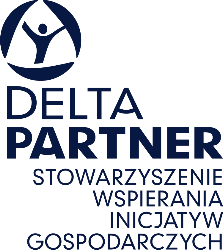 DELTA
PARTNER
STOWARZYSZENIE
WSPIERANIA
INICJATYW
GOSPODARCZYCH